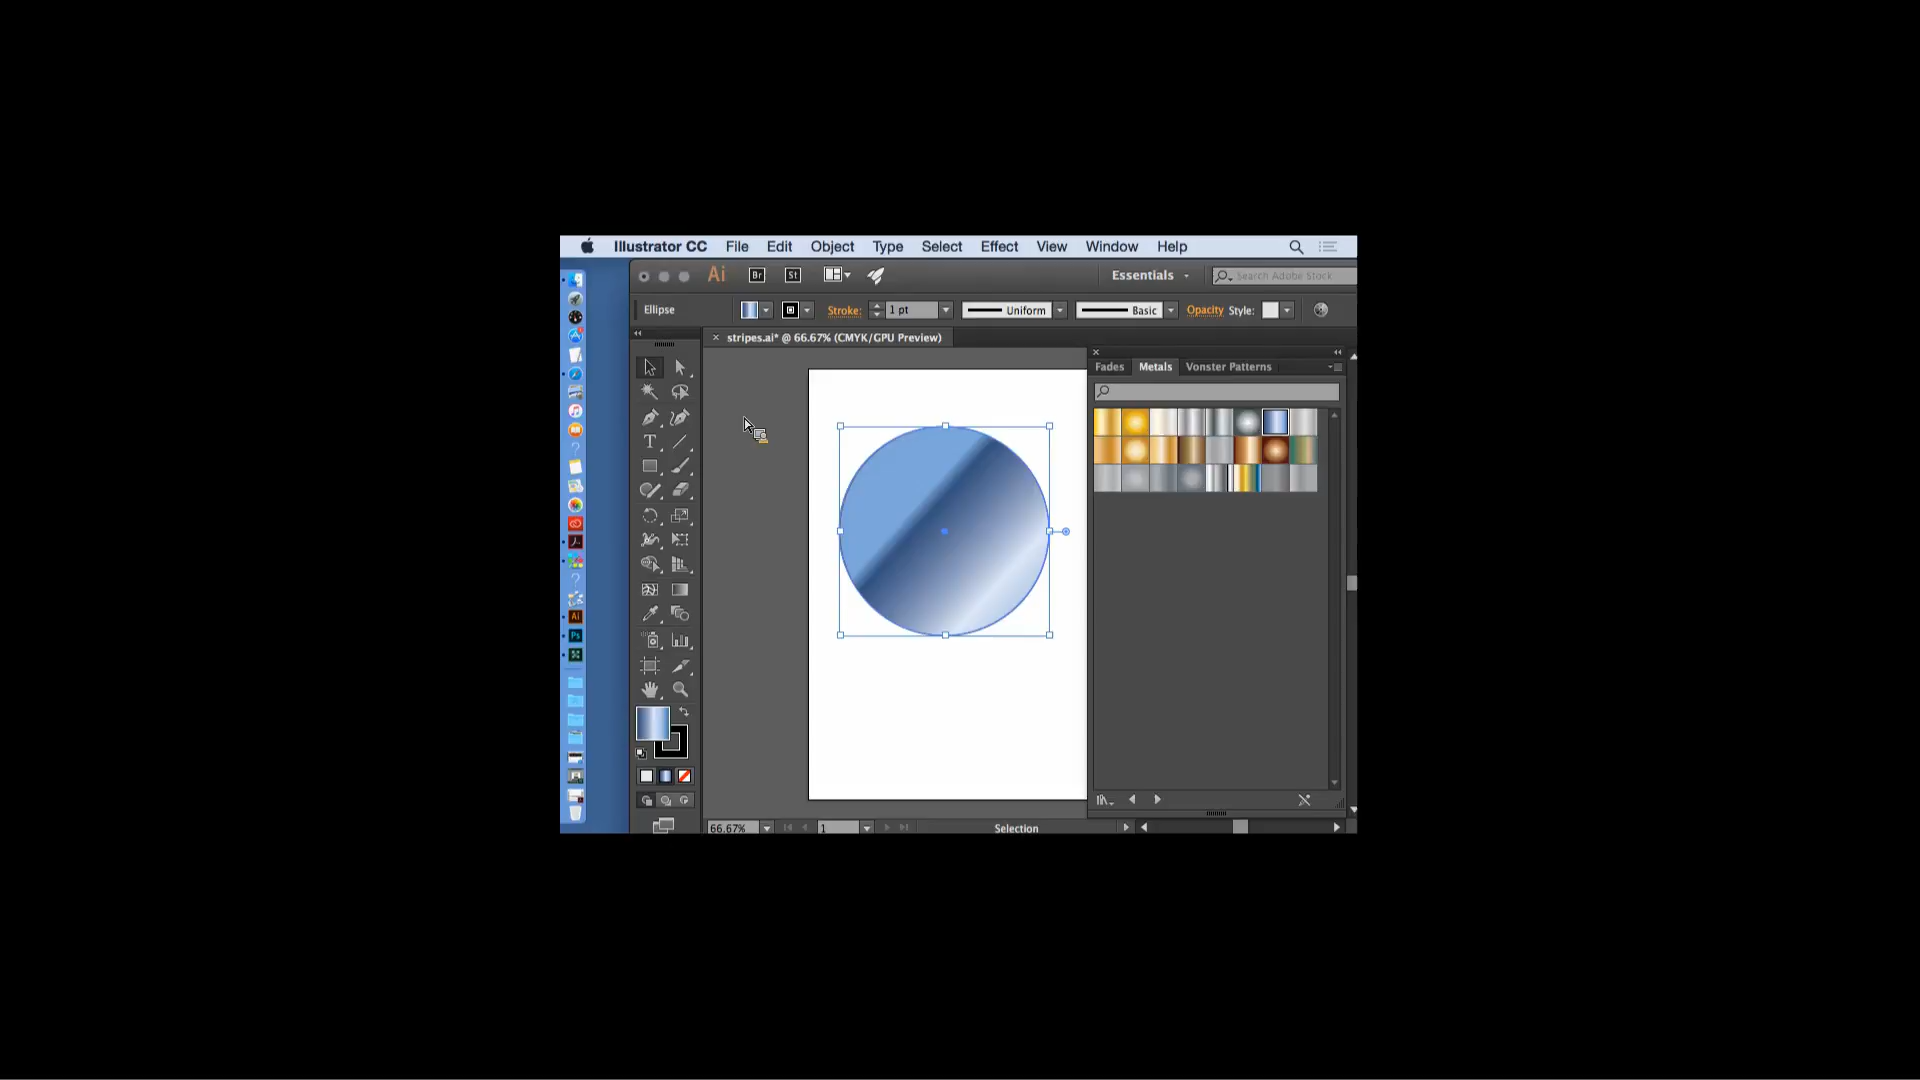 Illustrator CC File Edit Object Type Select Effect View Window Help
Ai Br St Essentials Search Adobe Stock
Ellipse Stroke: 1 pt Uniform Basic Opacity Style:
stripes.ai* @ 66.67% (CMYK/GPU Preview)
Fades Metals Vonster Patterns
T
Ai
Ps
66.67% 1 Selection